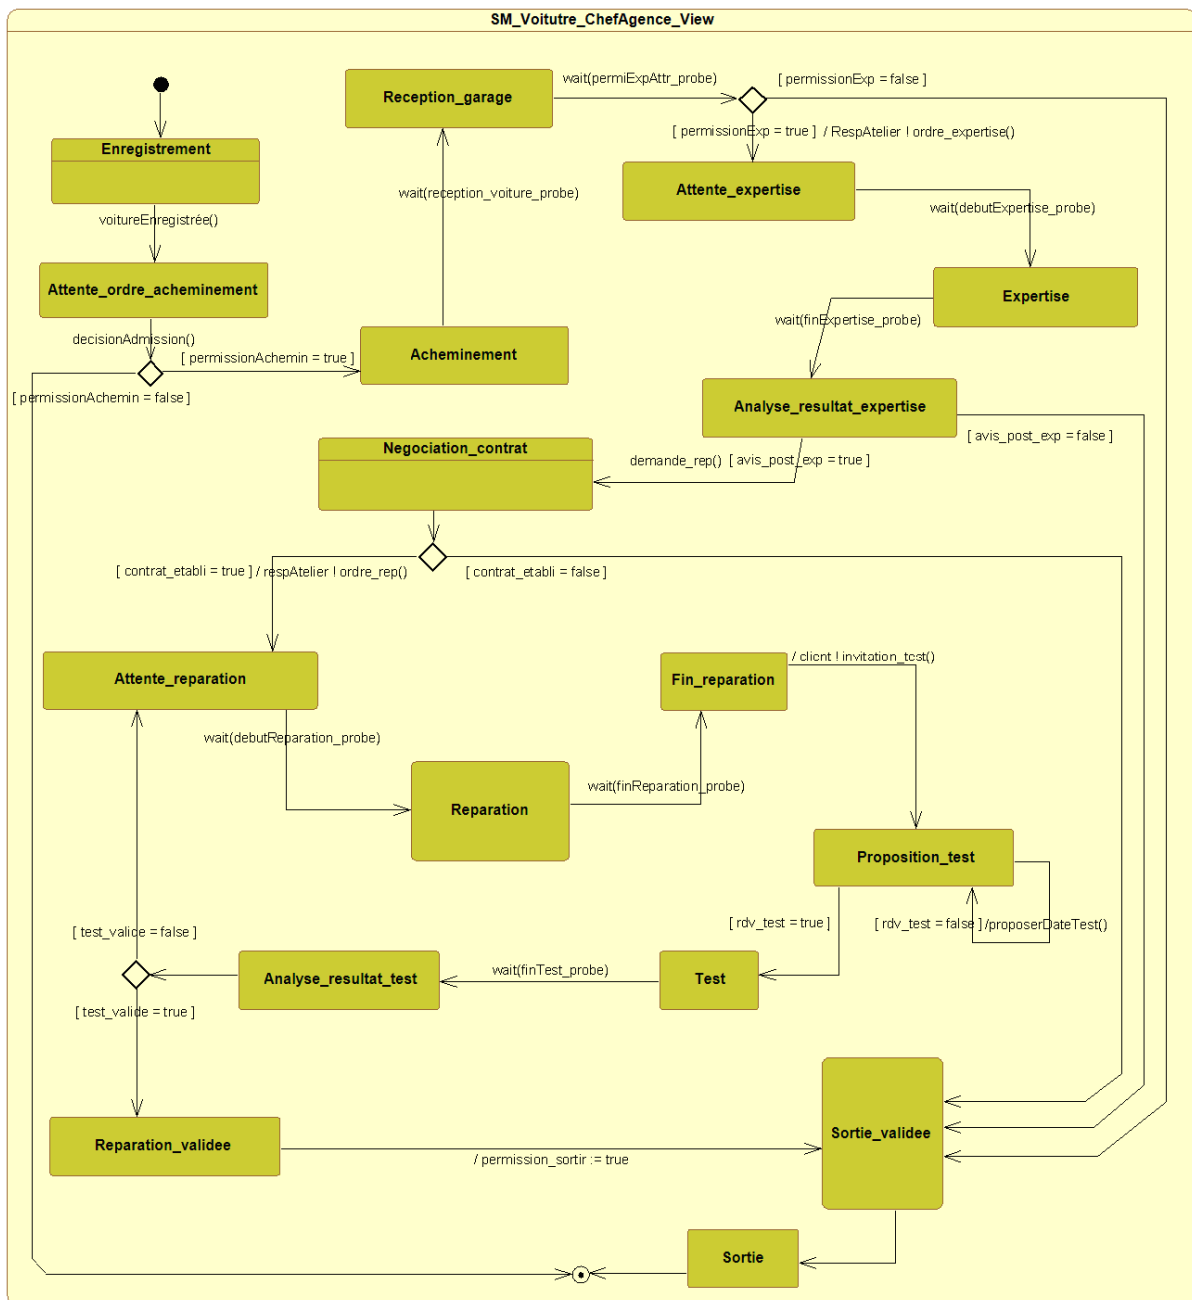 SM_Voitutre_ChefAgence_View
wait(permiExpAttr_probe)
[ permissionExp = false ]
Reception_garage
[ permissionExp = true ] / RespAtelier ! ordre_expertise()
Enregistrement
Attente_expertise
wait(reception_voiture_probe)
wait(debutExpertise_probe)
voitureEnregistrée()
Attente_ordre_acheminement
Expertise
wait(finExpertise_probe)
decisionAdmission()
[ permissionAchemin = true ]
Acheminement
[ permissionAchemin = false ]
Analyse_resultat_expertise
[ avis_post_exp = false ]
Negociation_contrat
demande_rep() [ avis_post_exp = true ]
[ contrat_etabli = true ] / respAtelier ! ordre_rep()
[ contrat_etabli = false ]
/ client ! invitation_test()
Attente_reparation
Fin_reparation
wait(debutReparation_probe)
wait(finReparation_probe)
Reparation
Proposition_test
[ rdv_test = true ]
[ rdv_test = false ] /proposerDateTest()
[ test_valide = false ]
wait(finTest_probe)
Analyse_resultat_test
Test
[ test_valide = true ]
Sortie_validee
Reparation_validee
/ permission_sortir := true
Sortie